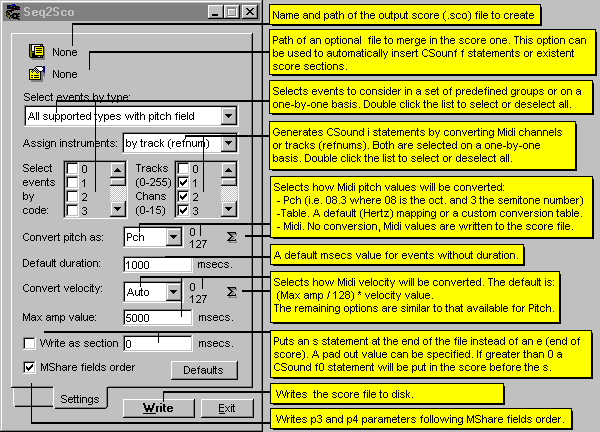 Seq2Sco
None
None
Select events by type:
All supported types with pitch field
Assign instruments:
by track (refnum)
Select
events
by
code:
0
1
2
3
Tracks
(0-255)
Chans
(0-15)
0
1
2
3
Convert pitch as:
Pch
0
127
Σ
Default duration:
1000
msecs.
Convert velocity:
Auto
0
127
Σ
Max amp value:
5000
msecs.
Write as section
0
msecs.
MShare fields order
Defaults
Settings
Write
Exit
Name and path of the output score (.sco) file to create
Path of an optional file to merge in the score one. This option can
be used to automatically insert CSounf f statements or existent
score sections.
Selects events to consider in a set of predefined groups or on a
one-by-one basis. Double click the list to select or deselect all.
Generates CSound i statements by converting Midi channels
or tracks (refnums). Both are selected on a one-by-one
basis. Double click the list to select or deselect all.
Selects how Midi pitch values will be converted:
- Pch (i.e. 08.3 where 08 is the oct. and 3 the semitone number)
-Table. A default (Hertz) mapping or a custom conversion table.
- Midi. No conversion, Midi values are written to the score file.
A default msecs value for events without duration.
Selects how Midi velocity will be converted. The default is:
(Max amp / 128) * velocity value.
The remaining options are similar to that available for Pitch.
Puts an s statement at the end of the file instead of an e (end of
score). A pad out value can be specified. If greater than 0 a
CSound f0 statement will be put in the score before the s.
Writes the score file to disk.
Writes p3 and p4 parameters following MShare fields order.